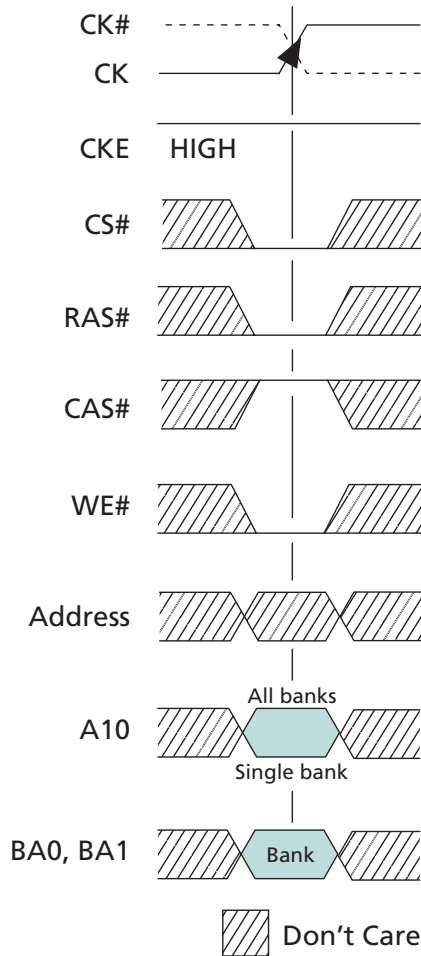 CK#
CK
CKE HIGH
CS#
RAS#
CAS#
WE#
Address
All banks
A10
Single bank
BA0, BA1 Bank
Don't Care